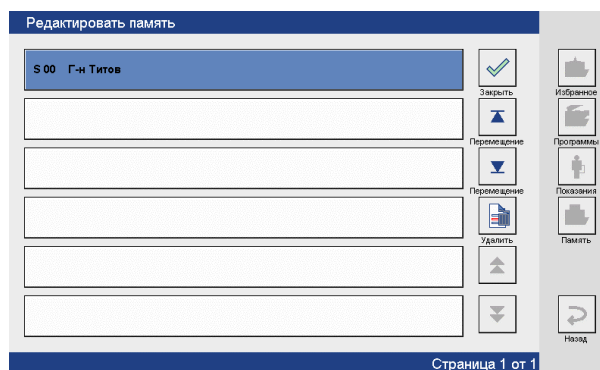 Редактировать память
S 00 Г-н Титов
Закрыть
Избранное
Перемещение
Программы
Перемещение
Показания
Удалить
Память
Назад
Страница 1 от 1